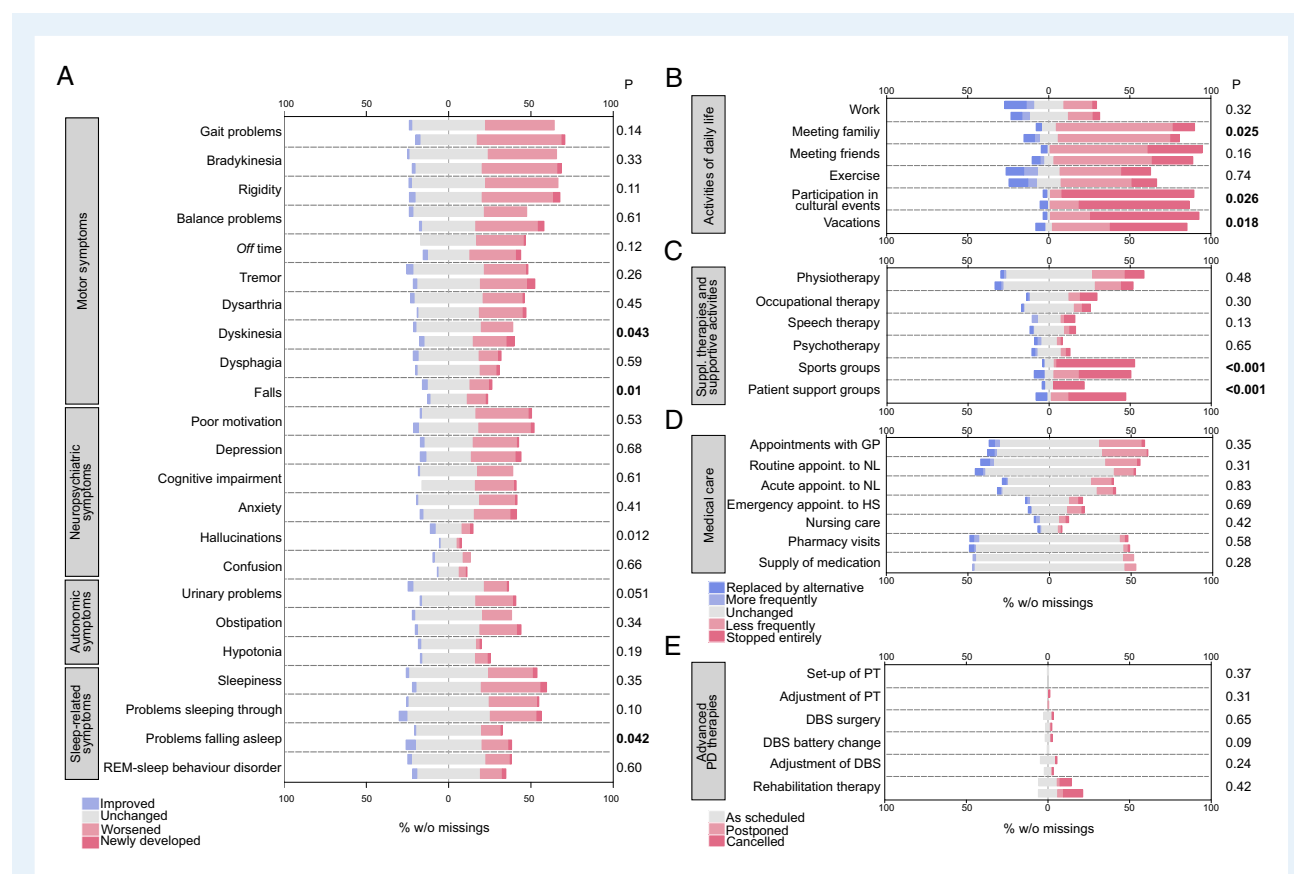 A
P
100 50 0 50 100
Motor symptoms
Gait problems 0.14
Bradykinesia 0.33
Rigidity 0.11
Balance problems 0.61
Off time 0.12
Tremor 0.26
Dysarthria 0.45
Dyskinesia 0.043
Dysphagia 0.59
Falls 0.01
Neuropsychiatric
symptoms
Poor motivation 0.53
Depression 0.68
Cognitive impairment 0.61
Anxiety 0.41
Hallucinations 0.012
Confusion 0.66
Autonomic
symptoms
Urinary problems 0.051
Obstipation 0.34
Hypotonia 0.19
Sleep-related
symptoms
Sleepiness 0.35
Problems sleeping through 0.10
Problems falling asleep 0.042
REM-sleep behaviour disorder 0.60
100 50 0 50 100
% w/o missings
Improved
Unchanged
Worsened
Newly developed
B
P
100 50 0 50 100
Activities of daily life
Work 0.32
Meeting familiy 0.025
Meeting friends 0.16
Exercise 0.74
Participation in
cultural events 0.026
Vacations 0.018
100 50 0 50 100
C
Suppl. therapies and
supportive activities
Physiotherapy 0.48
Occupational therapy 0.30
Speech therapy 0.13
Psychotherapy 0.65
Sports groups <0.001
Patient support groups <0.001
100 50 0 50 100
D
Medical care
Appointments with GP 0.35
Routine appoint. to NL 0.31
Acute appoint. to NL 0.83
Emergency appoint. to HS 0.69
Nursing care 0.42
Pharmacy visits 0.58
Supply of medication 0.28
100 50 0 50 100
% w/o missings
Replaced by alternative
More frequently
Unchanged
Less frequently
Stopped entirely
E
100 50 0 50 100
Advanced
PD therapies
Set-up of PT 0.37
Adjustment of PT 0.31
DBS surgery 0.65
DBS battery change 0.09
Adjustment of DBS 0.24
Rehabilitation therapy 0.42
100 50 0 50 100
% w/o missings
As scheduled
Postponed
Cancelled